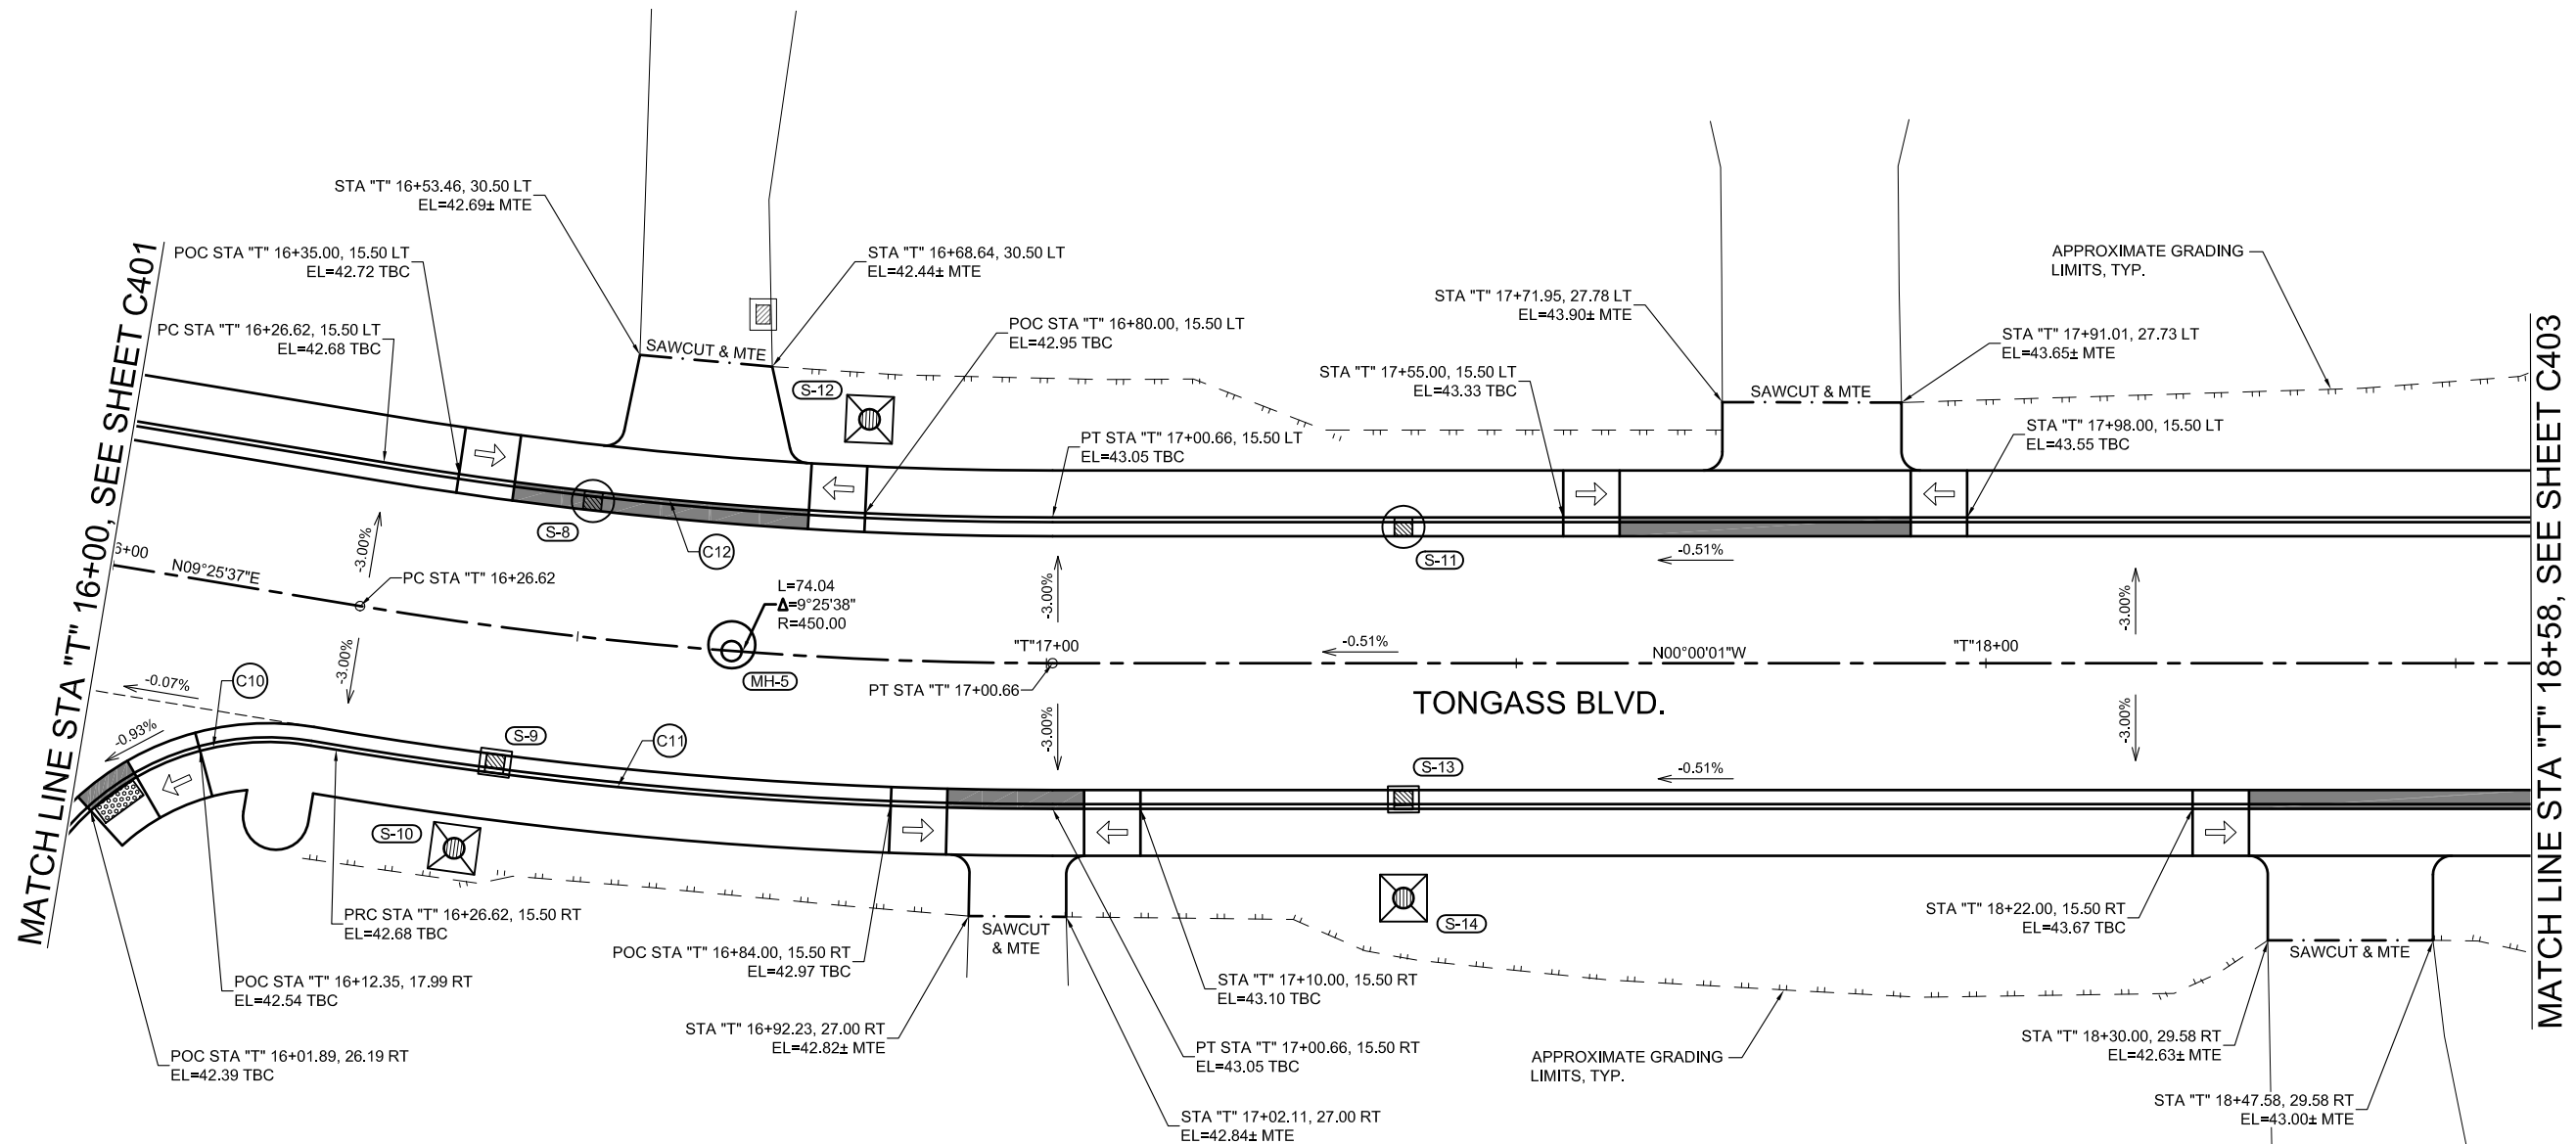 STA "T" 16+53.46, 30.50 LT
EL=42.69± MTE
POC STA "T" 16+35.00, 15.50 LT
EL=42.72 TBC
PC STA "T" 16+26.62, 15.50 LT
EL=42.68 TBC
MATCH LINE STA "T" 16+00, SEE SHEET C401
STA "T" 16+68.64, 30.50 LT
EL=42.44± MTE
SAWCUT & MTE
POC STA "T" 16+80.00, 15.50 LT
EL=42.95 TBC
S-12
PT STA "T" 17+00.66, 15.50 LT
EL=43.05 TBC
STA "T" 17+71.95, 27.78 LT
EL=43.90± MTE
STA "T" 17+55.00, 15.50 LT
EL=43.33 TBC
SAWCUT & MTE
APPROXIMATE GRADING
LIMITS, TYP.
STA "T" 17+91.01, 27.73 LT
EL=43.65± MTE
STA "T" 17+98.00, 15.50 LT
EL=43.55 TBC
MATCH LINE STA "T" 18+58, SEE SHEET C403
S-8
C12
S-11
-0.51%
6+00
N09°25'37"E
-3.00%
PC STA "T" 16+26.62
L=74.04
Δ=9°25'38"
R=450.00
MH-5
-3.00%
"T"17+00
-0.51%
N00°00'01"W
"T"18+00
-3.00%
PT STA "T" 17+00.66
TONGASS BLVD.
-0.07%
C10
-3.00%
-0.93%
S-9
C11
-3.00%
S-13
-0.51%
-3.00%
S-10
S-14
PRC STA "T" 16+26.62, 15.50 RT
EL=42.68 TBC
POC STA "T" 16+12.35, 17.99 RT
EL=42.54 TBC
POC STA "T" 16+01.89, 26.19 RT
EL=42.39 TBC
POC STA "T" 16+84.00, 15.50 RT
EL=42.97 TBC
SAWCUT
& MTE
STA "T" 16+92.23, 27.00 RT
EL=42.82± MTE
STA "T" 17+10.00, 15.50 RT
EL=43.10 TBC
PT STA "T" 17+00.66, 15.50 RT
EL=43.05 TBC
STA "T" 17+02.11, 27.00 RT
EL=42.84± MTE
APPROXIMATE GRADING
LIMITS, TYP.
STA "T" 18+22.00, 15.50 RT
EL=43.67 TBC
SAWCUT & MTE
STA "T" 18+30.00, 29.58 RT
EL=42.63± MTE
STA "T" 18+47.58, 29.58 RT
EL=43.00± MTE